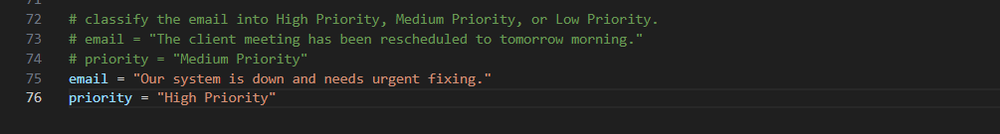 72 # classify the email into High Priority, Medium Priority, or Low Priority.
73 # email = "The client meeting has been rescheduled to tomorrow morning."
74 # priority = "Medium Priority"
75 email = "Our system is down and needs urgent fixing."
76 priority = "High Priority"